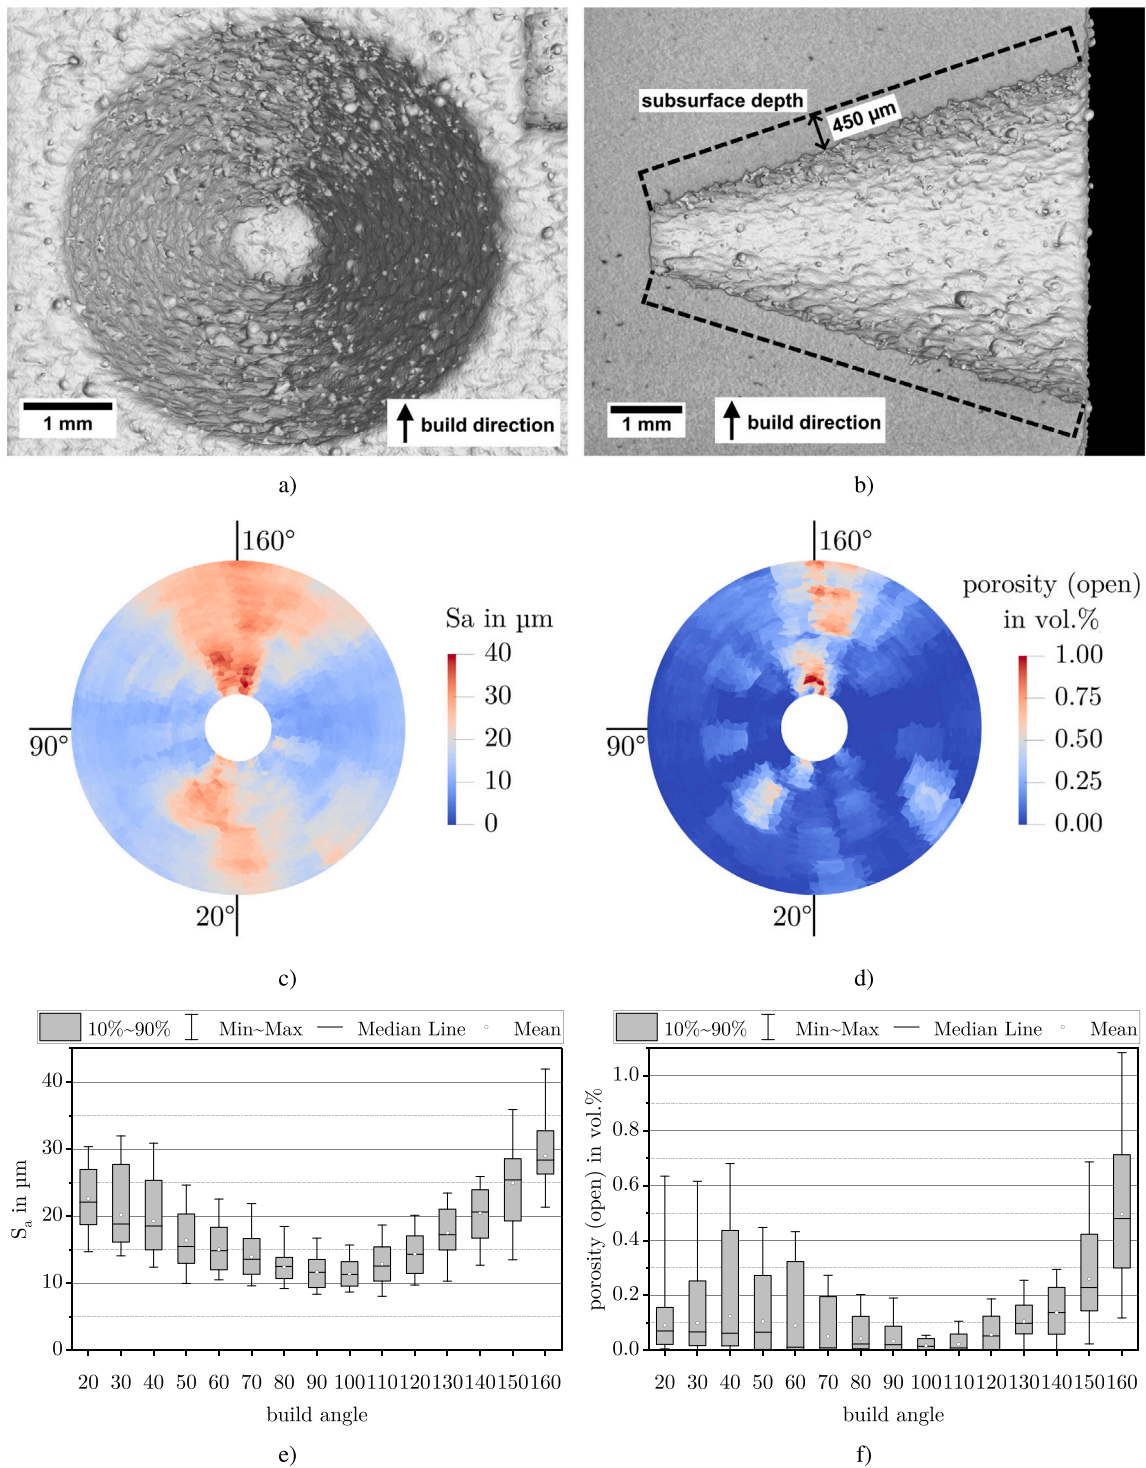 1 mm
build direction
a)
subsurface depth
450 µm
1 mm
build direction
b)
160°
90°
20°
Sa in µm
40
30
20
10
0
c)
160°
90°
20°
porosity (open)
in vol.%
1.00
0.75
0.50
0.25
0.00
d)
10%~90% Min~Max Median Line Mean
Sa in µm
40
30
20
10
0
20 30 40 50 60 70 80 90 100 110 120 130 140 150 160
build angle
e)
10%~90% Min~Max Median Line Mean
porosity (open) in vol.%
1.0
0.8
0.6
0.4
0.2
0.0
20 30 40 50 60 70 80 90 100 110 120 130 140 150 160
build angle
f)